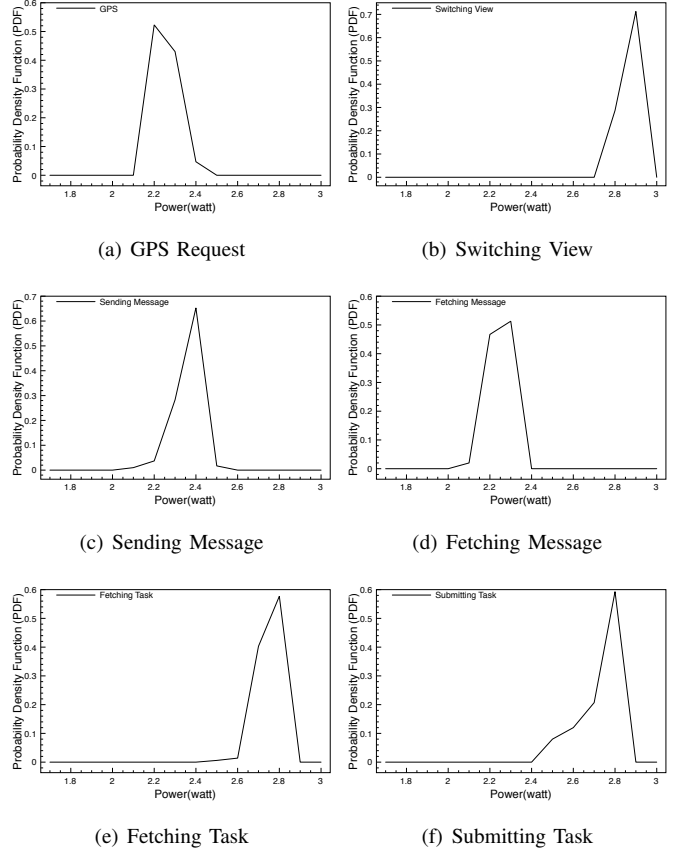 0.6
0.5
0.4
0.3
0.2
0.1
0
Probability Density Function (PDF)
GPS
1.8 2 2.2 2.4 2.6 2.8 3
Power(watt)
(a) GPS Request
0.8
0.7
0.6
0.5
0.4
0.3
0.2
0.1
0
Probability Density Function (PDF)
Switching View
1.8 2 2.2 2.4 2.6 2.8 3
Power(watt)
(b) Switching View
0.7
0.6
0.5
0.4
0.3
0.2
0.1
0
Probability Density Function (PDF)
Sending Message
1.8 2 2.2 2.4 2.6 2.8 3
Power(watt)
(c) Sending Message
0.6
0.5
0.4
0.3
0.2
0.1
0
Probability Density Function (PDF)
Fetching Message
1.8 2 2.2 2.4 2.6 2.8 3
Power(watt)
(d) Fetching Message
0.6
0.5
0.4
0.3
0.2
0.1
0
Probability Density Function (PDF)
Fetching Task
1.8 2 2.2 2.4 2.6 2.8 3
Power(watt)
(e) Fetching Task
0.6
0.5
0.4
0.3
0.2
0.1
0
Probability Density Function (PDF)
Submitting Task
1.8 2 2.2 2.4 2.6 2.8 3
Power(watt)
(f) Submitting Task